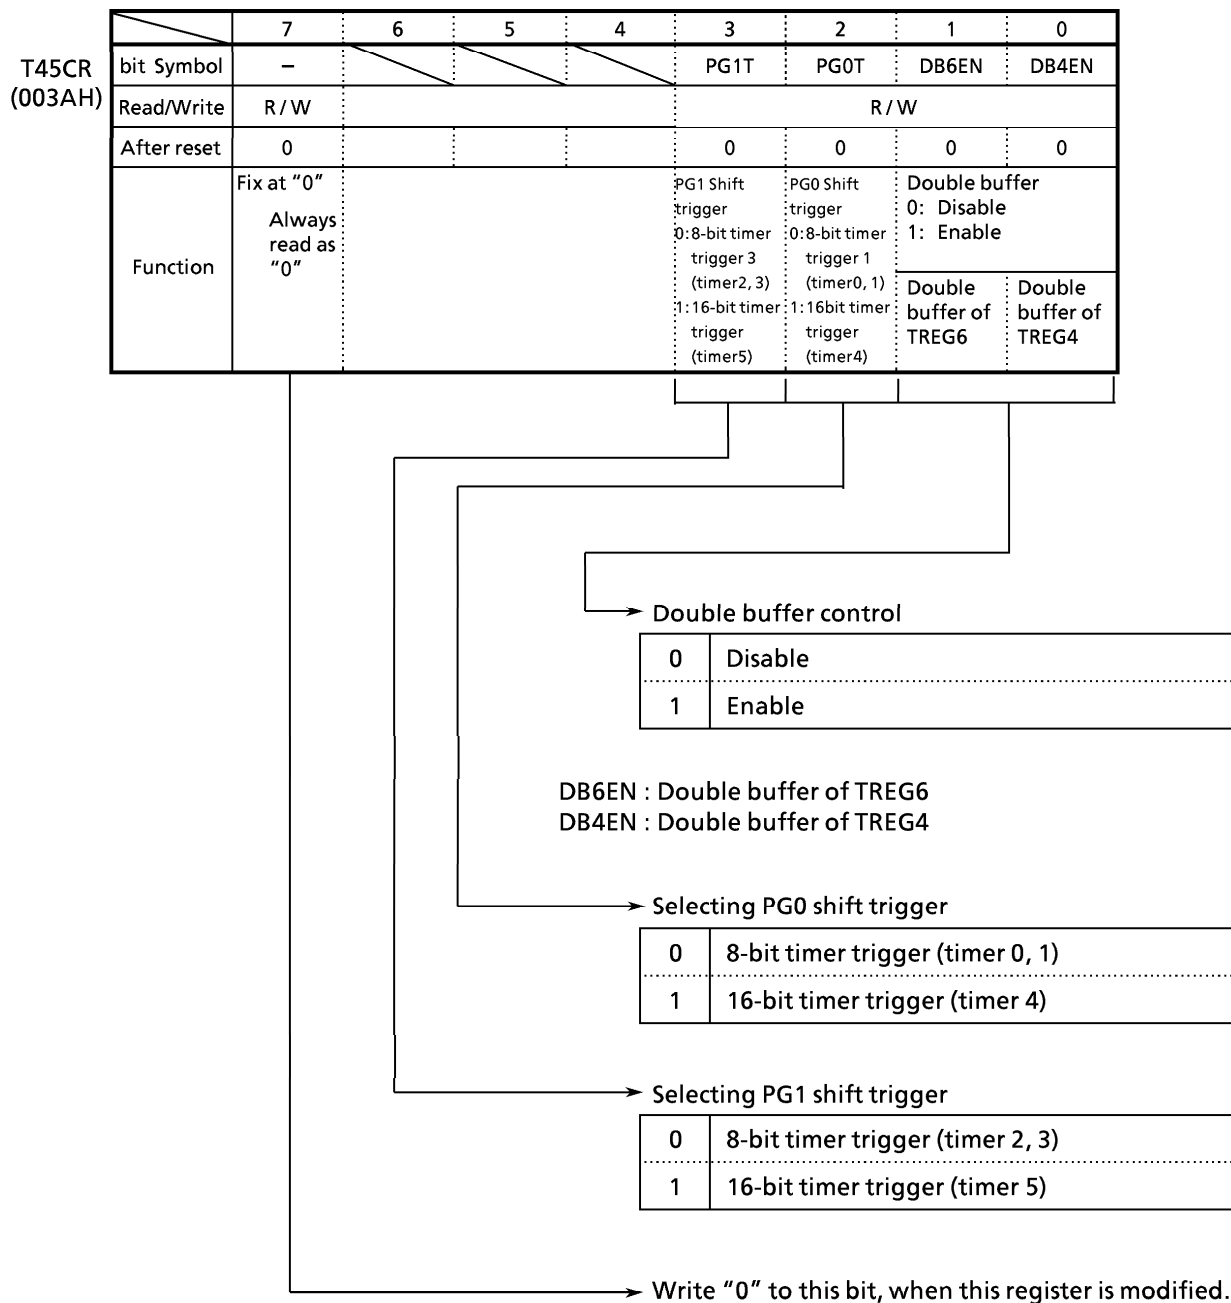 7 6 5 4 3 2 1 0
T45CR
(003AH)
bit Symbol – PG1T PG0T DB6EN DB4EN
Read/Write R/W R/W
After reset 0 0 0 0 0
Function
Fix at “0”
Always
read as
“0”
PG1 Shift
trigger
0:8-bit timer
trigger 3
(timer2, 3)
1:16-bit timer
trigger
(timer5)
PG0 Shift
trigger
0:8-bit timer
trigger 1
(timer0, 1)
1:16bit timer
trigger
(timer4)
Double buffer
0: Disable
1: Enable
Double
buffer of
TREG6
Double
buffer of
TREG4
Double buffer control
0 Disable
1 Enable
DB6EN : Double buffer of TREG6
DB4EN : Double buffer of TREG4
Selecting PG0 shift trigger
0 8-bit timer trigger (timer 0, 1)
1 16-bit timer trigger (timer 4)
Selecting PG1 shift trigger
0 8-bit timer trigger (timer 2, 3)
1 16-bit timer trigger (timer 5)
Write “0” to this bit, when this register is modified.